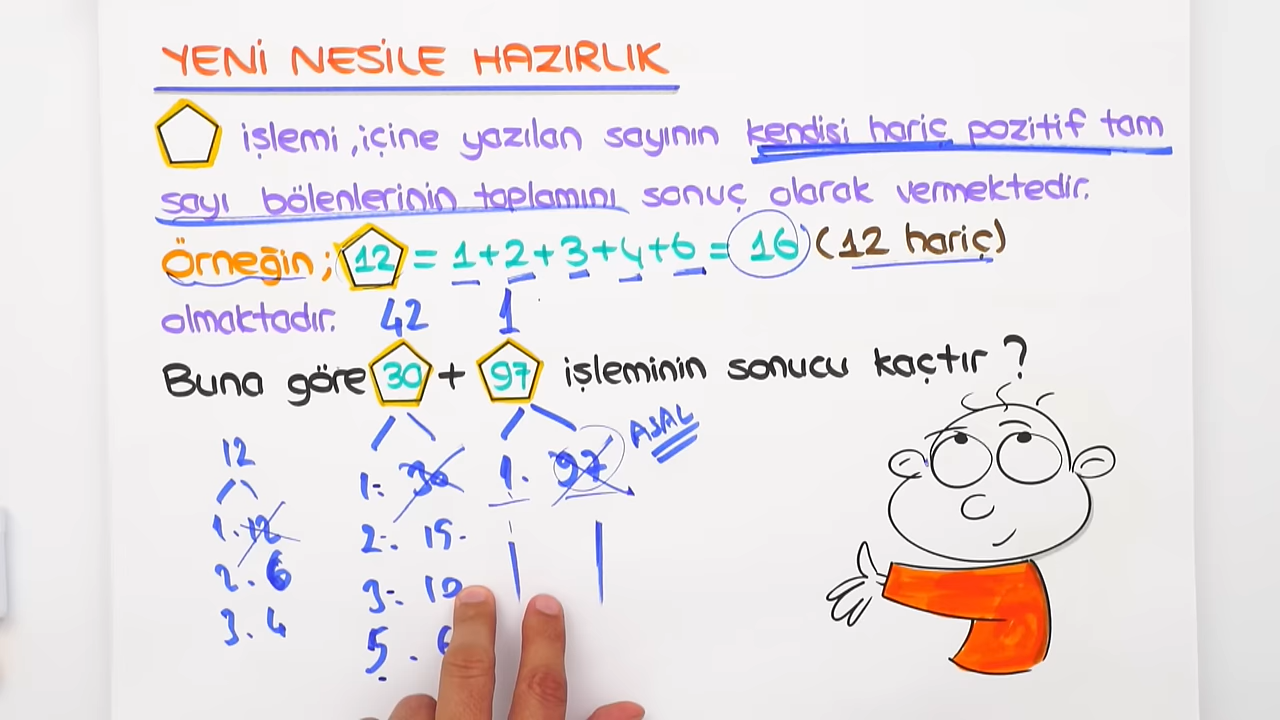 YENİ NESİLE HAZIRLIK
işlemi, içine yazılan sayının kendisi hariç pozitif tam
sayı bölenlerinin toplamını sonuç olarak vermektedir.
Örneğin; 12 = 1+2+3+4+6 = 16 (12 hariç)
olmaktadır. 42 1
Buna göre 30 + 97 işleminin sonucu kaçtır ?
ASAL
12
1. 12
2. 6
3. 4
1. 30
2. 15
3. 10
5. 6
1. 97